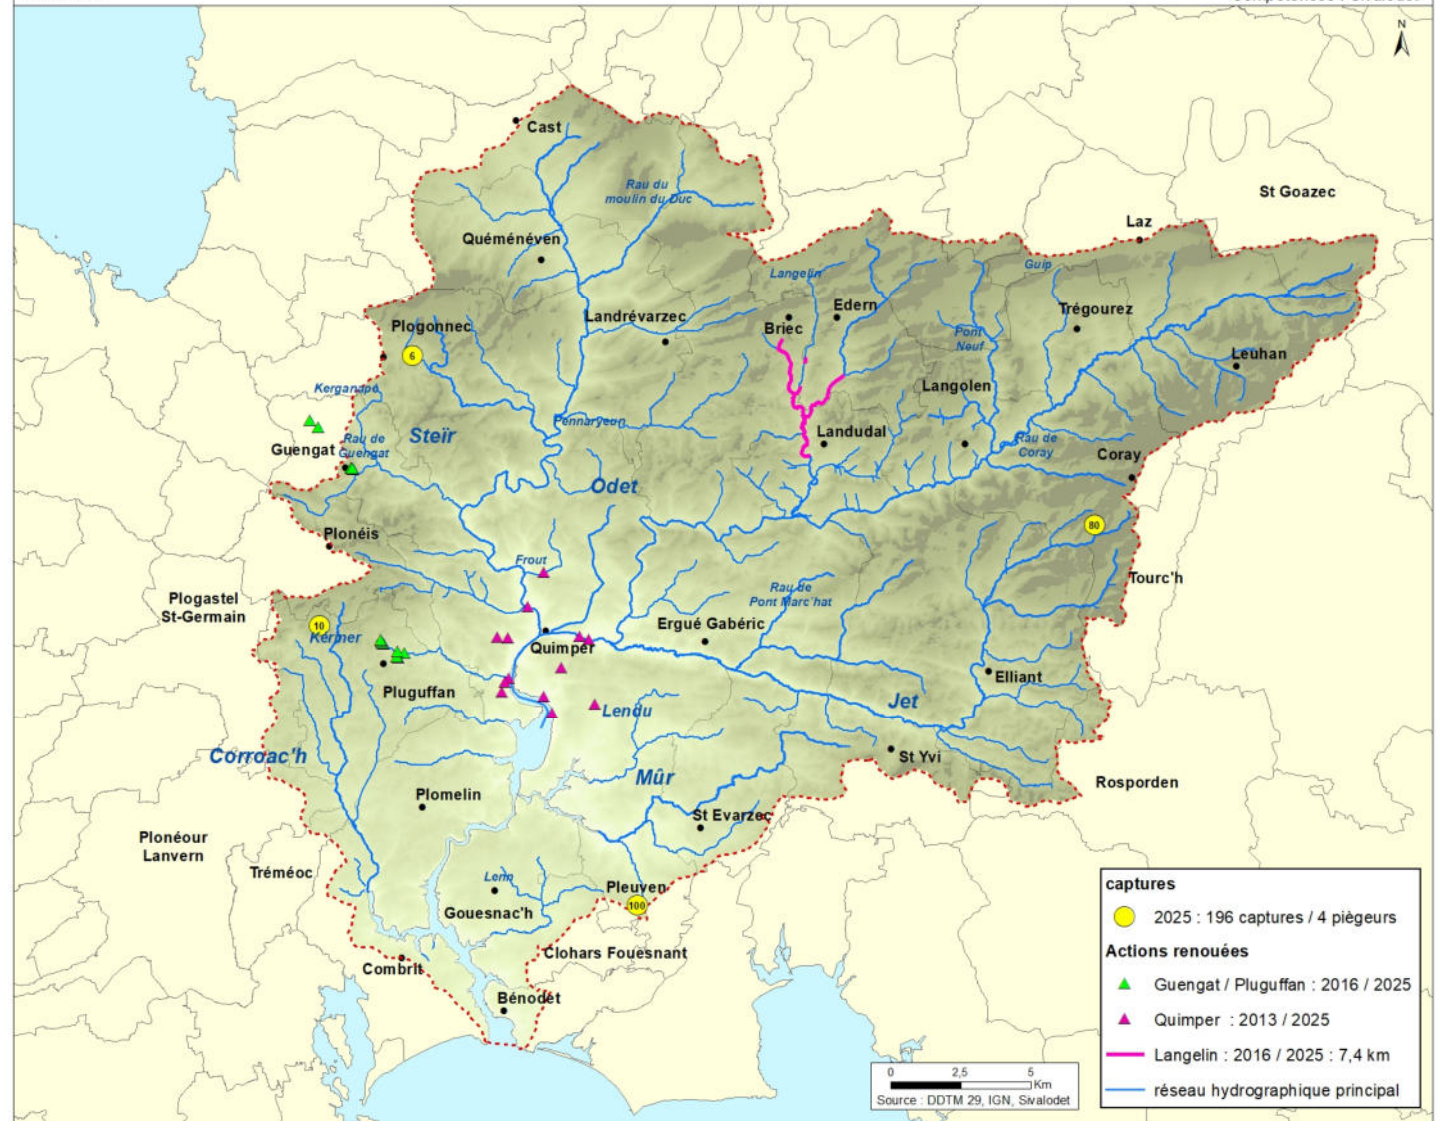 N
Cast
St Goazec
Rau du
moulin du Duc
Laz
Quéménéven
Guip
Langelin
Edern
Trégourez
Landrévarzec
Plogonnec
Briec
Pont
Neuf
6
Leuhan
Kerganapé
Langolen
Pennaryeun
Steïr
Landudal
Rau de
Guengat
Guengat
Rau de
Coray
Coray
Odet
80
Plonéis
Frout
Tourc'h
Plogastel
St-Germain
Rau de
Pont Marc'hat
10
Kermer
Ergué Gabéric
Quimper
Elliant
Pluguffan
Jet
Lendu
Corroac'h
St Yvi
Mûr
Rosporden
Plomelin
St Evarzec
Plonéour
Lanvern
Tréméoc
Lenn
Pleuven
100
Gouesnac'h
Clohars Fouesnant
Combrit
Bénodet
captures
2025 : 196 captures / 4 piègeurs
Actions renouées
Guengat / Pluguffan : 2016 / 2025
Quimper : 2013 / 2025
Langelin : 2016 / 2025 : 7,4 km
réseau hydrographique principal
0 2,5 5
Km
Source : DDTM 29, IGN, Sivalodet